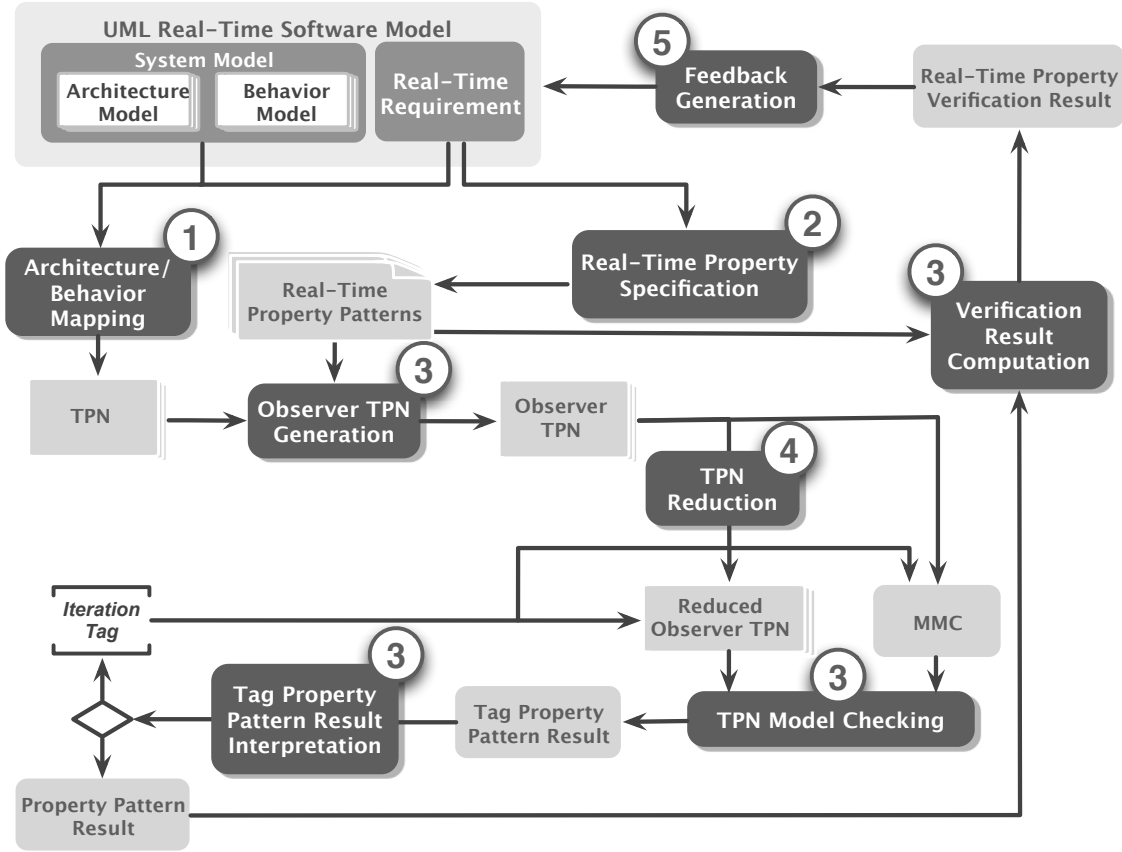 UML Real-Time Software Model
System Model
Architecture
Model
Behavior
Model
Real-Time
Requirement
5
Feedback
Generation
Real-Time Property
Verification Result
1
Architecture/
Behavior
Mapping
Real-Time
Property Patterns
2
Real-Time Property
Specification
3
Verification
Result
Computation
TPN
3
Observer TPN
Generation
Observer
TPN
4
TPN
Reduction
Iteration
Tag
Reduced
Observer TPN
MMC
3
Tag Property
Pattern Result
Interpretation
Tag Property
Pattern Result
3
TPN Model Checking
Property Pattern
Result